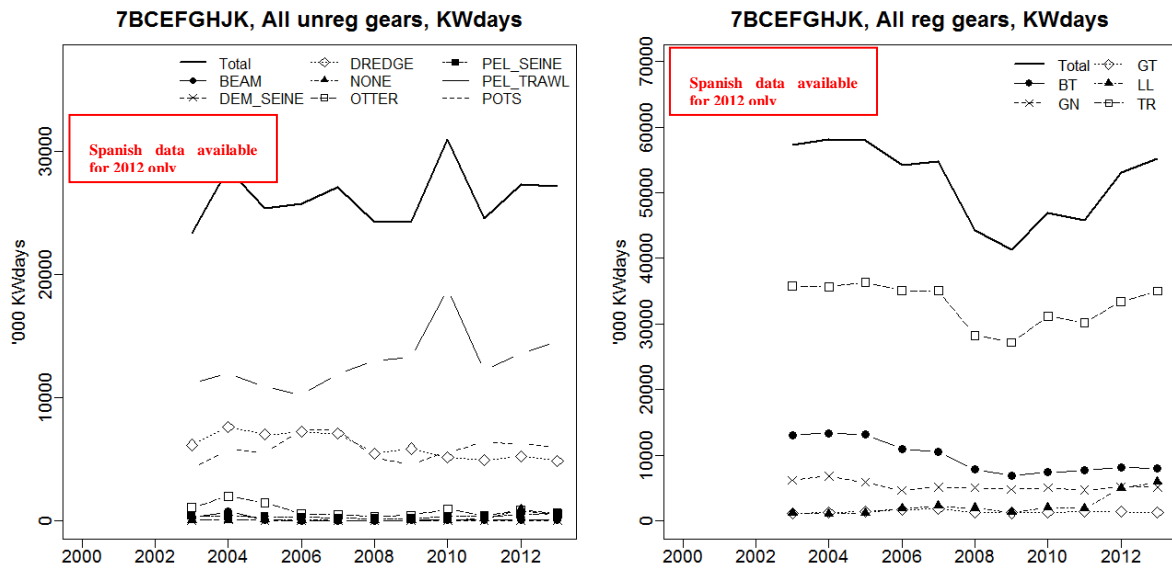 7BCEFGHJK, All unreg gears, KWdays
Total
BEAM
DEM_SEINE
DREDGE
NONE
OTTER
PEL_SEINE
PEL_TRAWL
POTS
Spanish data available
for 2012 only
'000 KWdays
30000
20000
10000
0
2000 2002 2004 2006 2008 2010 2012
7BCEFGHJK, All reg gears, KWdays
Total
BT
GN
GT
LL
TR
Spanish data available
for 2012 only
'000 KWdays
70000
60000
50000
40000
30000
20000
10000
0
2000 2002 2004 2006 2008 2010 2012